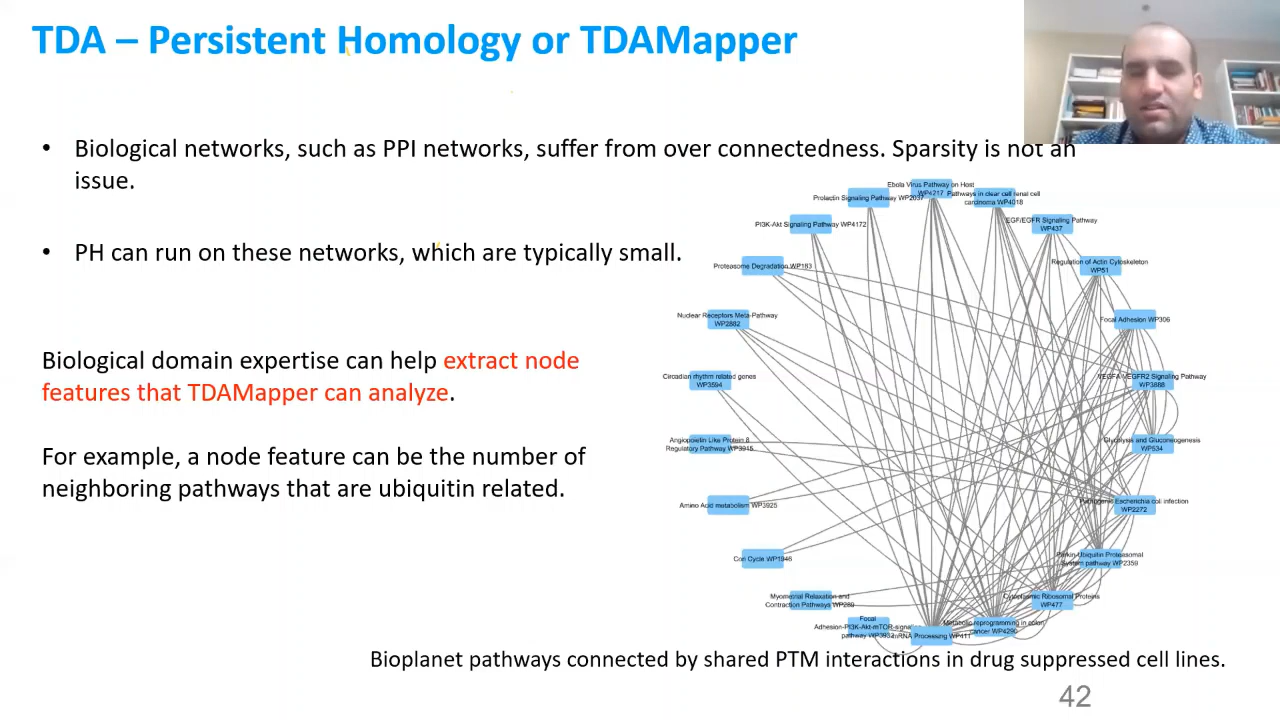 TDA – Persistent Homology or TDAMapper
• Biological networks, such as PPI networks, suffer from over connectedness. Sparsity is not an
issue.
• PH can run on these networks, which are typically small.
Biological domain expertise can help extract node
features that TDAMapper can analyze.
For example, a node feature can be the number of
neighboring pathways that are ubiquitin related.
Ebola Virus Pathway on Host
WP4217
Pathways in clear cell renal cell
carcinoma WP4018
Prolactin Signaling Pathway WP2037
EGF/EGFR Signaling Pathway
WP437
PI3K-Akt Signaling Pathway WP4172
Regulation of Actin Cytoskeleton
WP51
Proteasome Degradation WP183
Nuclear Receptors Meta-Pathway
WP2882
Focal Adhesion WP306
Circadian rhythm related genes
WP3594
VEGFA-VEGFR2 Signaling Pathway
WP3888
Angiopoietin Like Protein 8
Regulatory Pathway WP3915
Glycolysis and Gluconeogenesis
WP534
Amino Acid metabolism WP3925
Pathogenic Escherichia coli infection
WP2272
Cori Cycle WP1946
Parkin-Ubiquitin Proteasomal
System pathway WP2359
Myometrial Relaxation and
Contraction Pathways WP289
Cytoplasmic Ribosomal Proteins
WP477
Focal
Adhesion-PI3K-Akt-mTOR-signaling
pathway WP3932
mRNA Processing WP411
Metabolic reprogramming in colon
cancer WP4290
Bioplanet pathways connected by shared PTM interactions in drug suppressed cell lines.
42